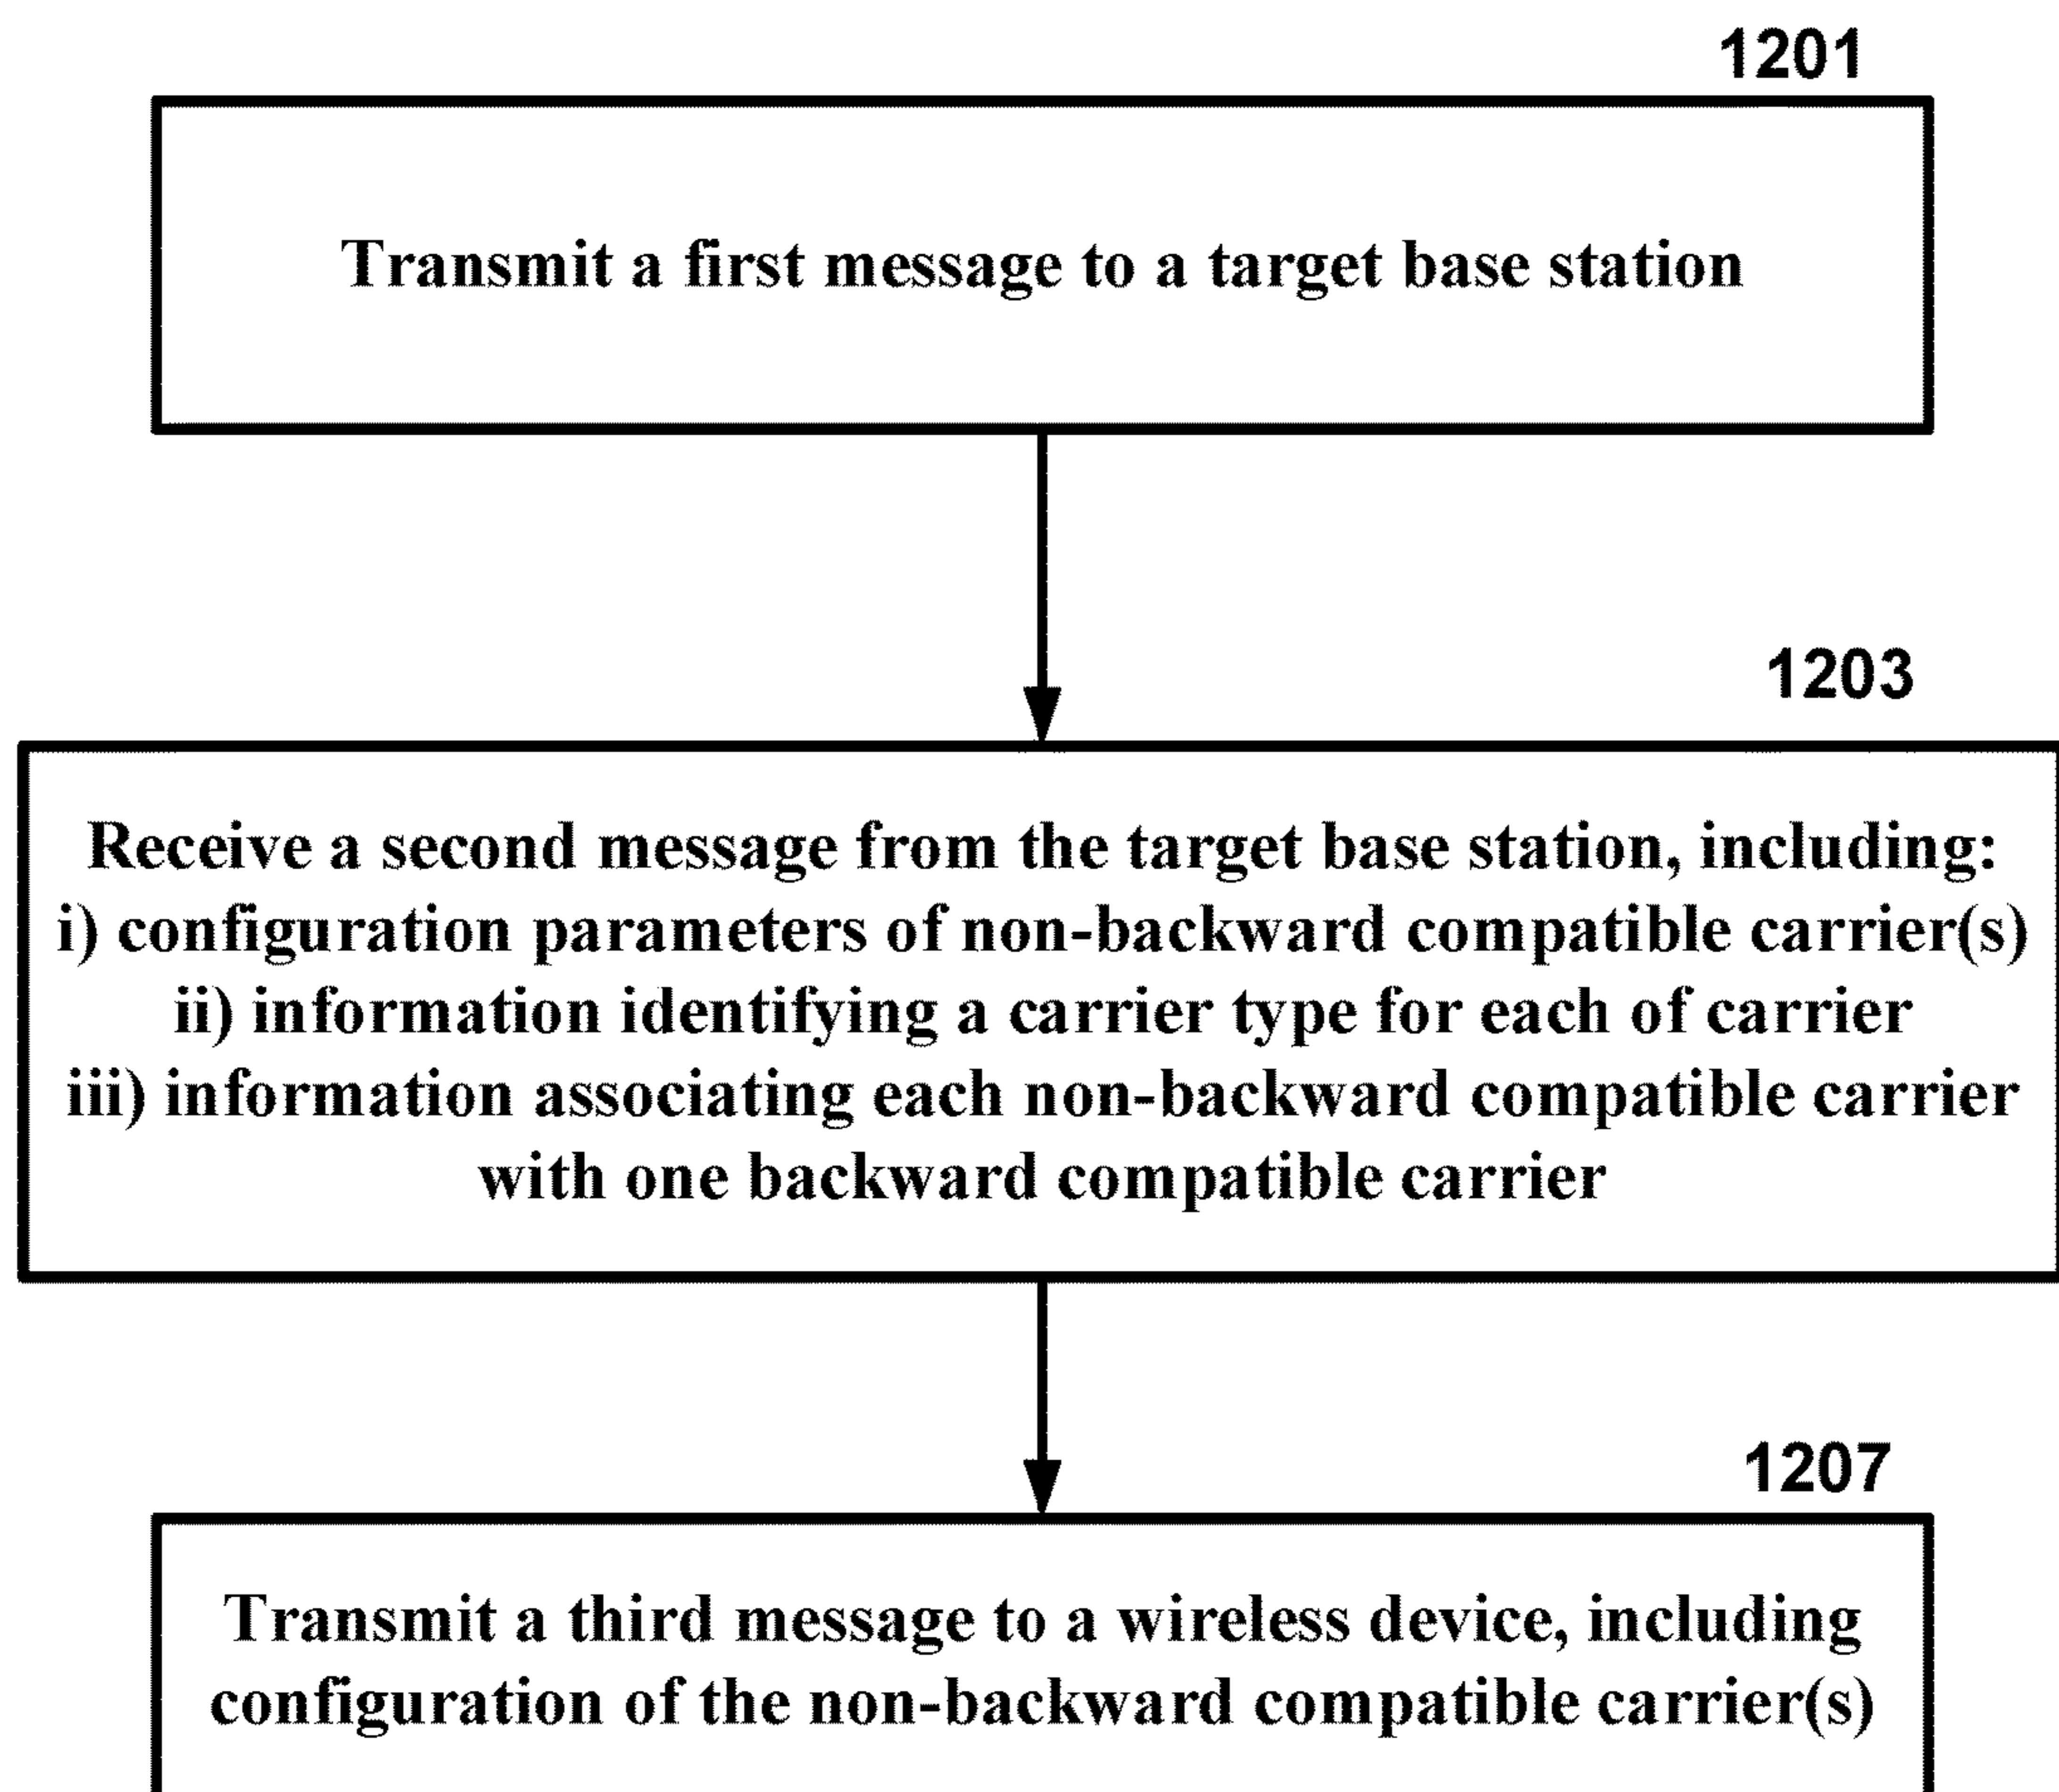 1201
Transmit a first message to a target base station
1203
Receive a second message from the target base station, including:
i) configuration parameters of non-backward compatible carrier(s)
ii) information identifying a carrier type for each of carrier
iii) information associating each non-backward compatible carrier
with one backward compatible carrier
1207
Transmit a third message to a wireless device, including
configuration of the non-backward compatible carrier(s)